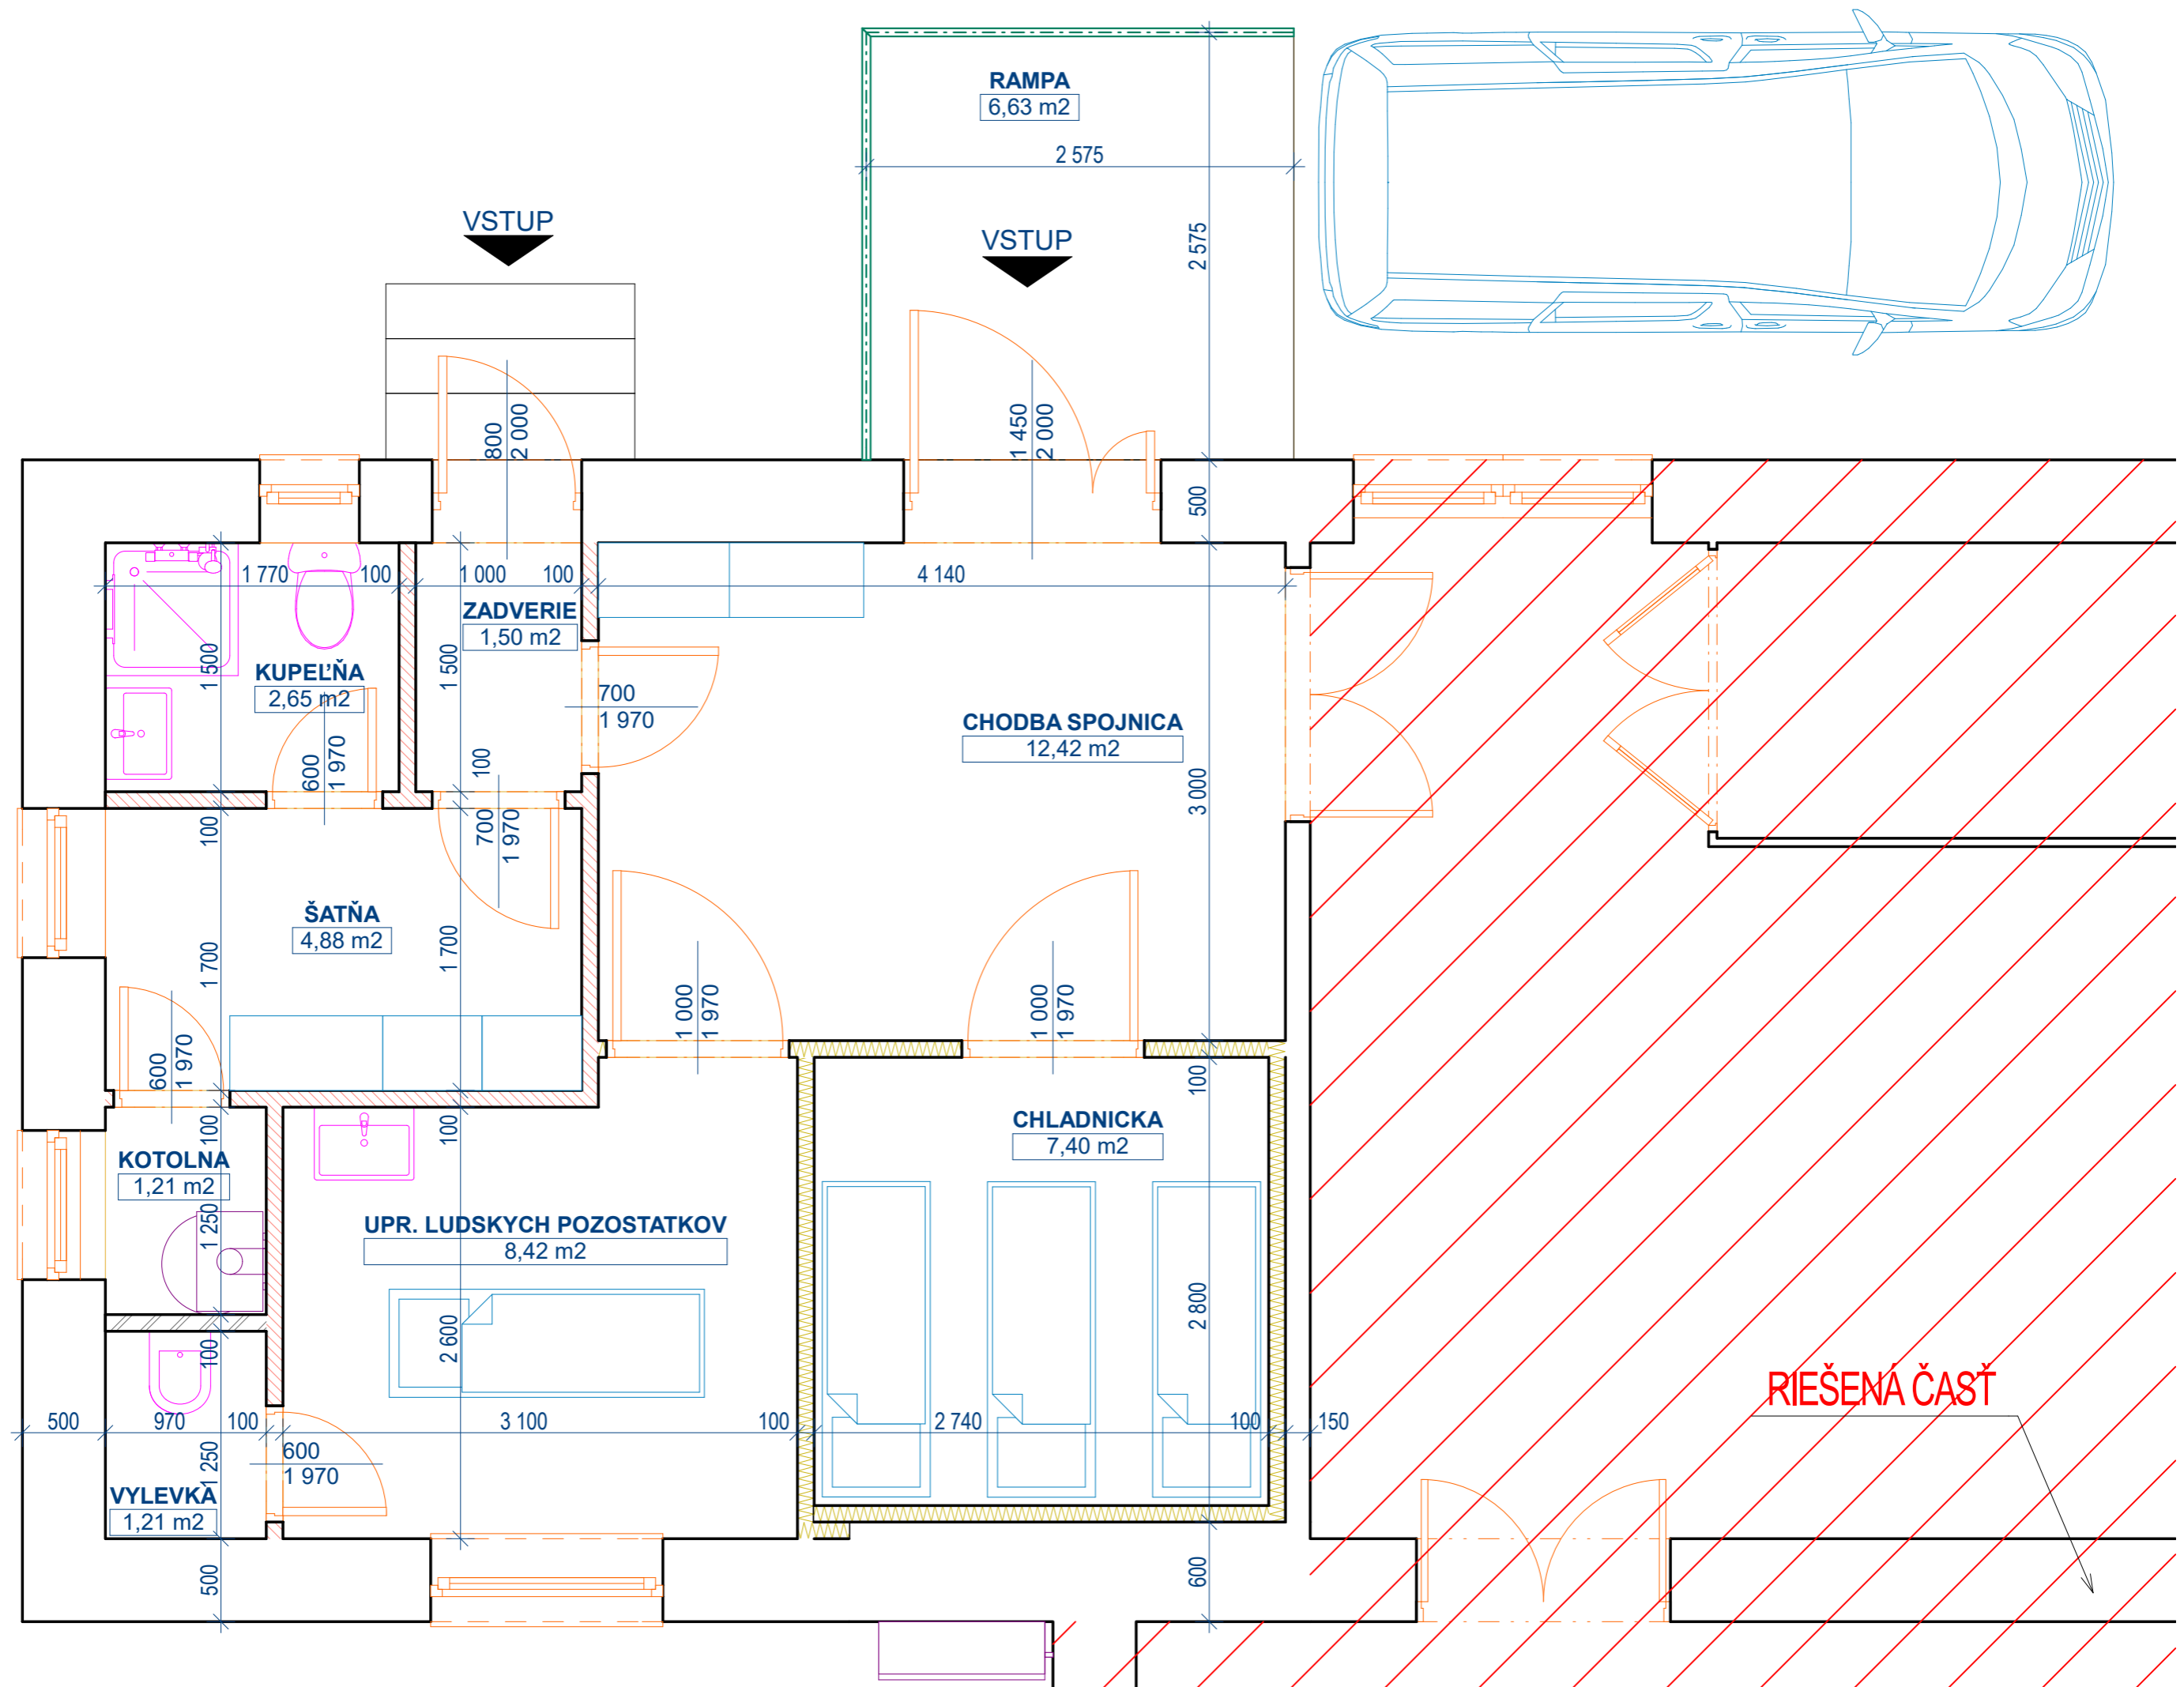 RAMPA
6,63 m2
2 575
2 575
VSTUP
VSTUP
800
2 000
1 450
2 000
500
1 770
100
1 000
100
4 140
ZADVERIE
1,50 m2
1 500
1 500
KUPEĽŇA
2,65 m2
700
1 970
CHODBA SPOJNICA
12,42 m2
600
1 970
100
3 000
100
700
1 970
ŠATŇA
4,88 m2
1 700
1 700
1 000
1 970
1 000
1 970
600
1 970
100
100
100
CHLADNICKA
7,40 m2
KOTOLNA
1,21 m2
1 250
UPR. LUDSKYCH POZOSTATKOV
8,42 m2
2 600
2 800
100
RIEŠENÁ ČASŤ
500
970
100
3 100
100
2 740
100
150
600
1 970
1 250
VYLEVKA
1,21 m2
500
600